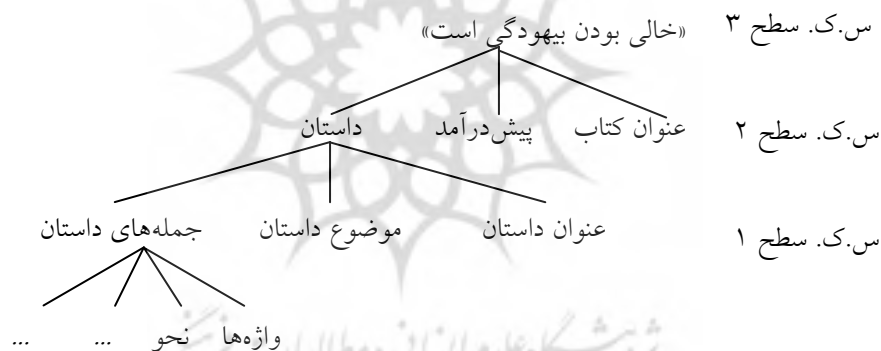 س.ک. سطح ۳ «خالی بودن بیهودگی است»
س.ک. سطح ۲ عنوان کتاب پیش‌درآمد داستان
س.ک. سطح ۱ عنوان داستان موضوع داستان جمله‌های داستان
واژه‌ها نحو ... ...